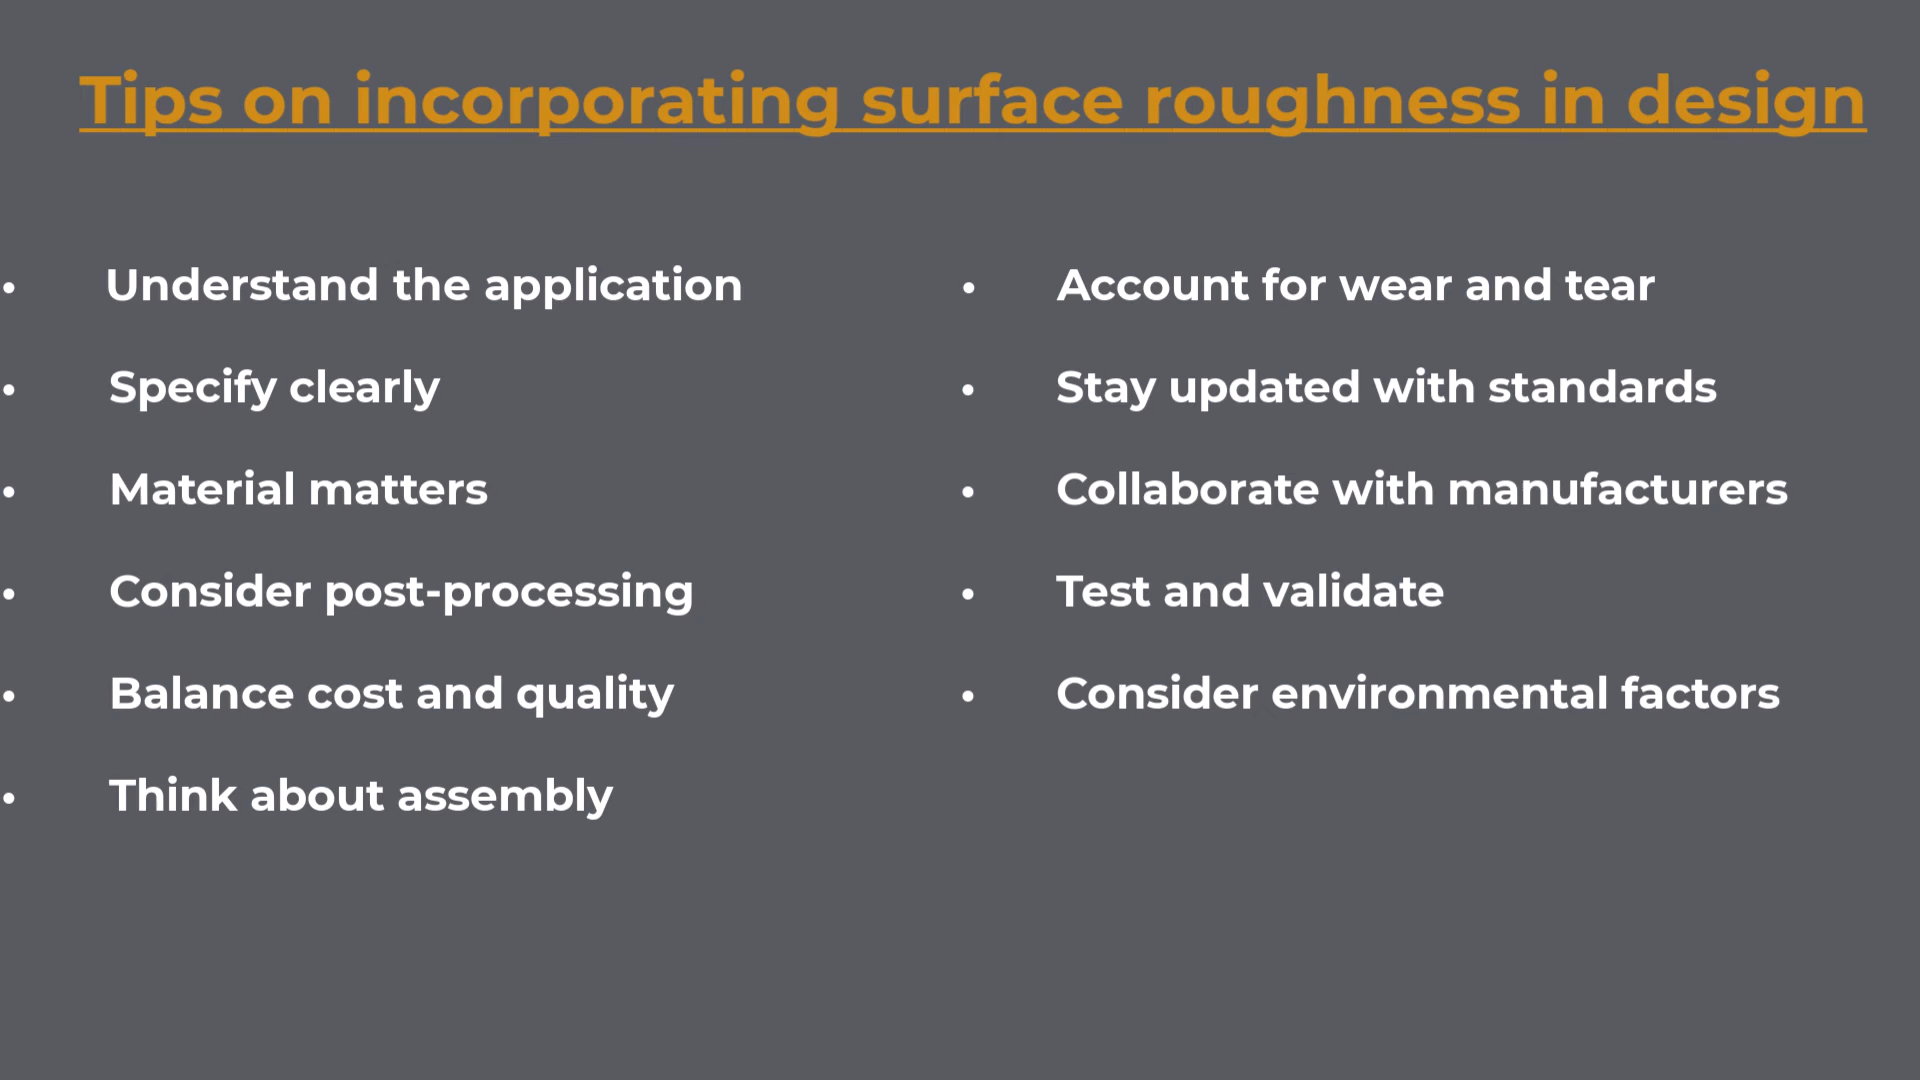 Tips on incorporating surface roughness in design
• Understand the application
• Specify clearly
• Material matters
• Consider post-processing
• Balance cost and quality
• Think about assembly
• Account for wear and tear
• Stay updated with standards
• Collaborate with manufacturers
• Test and validate
• Consider environmental factors